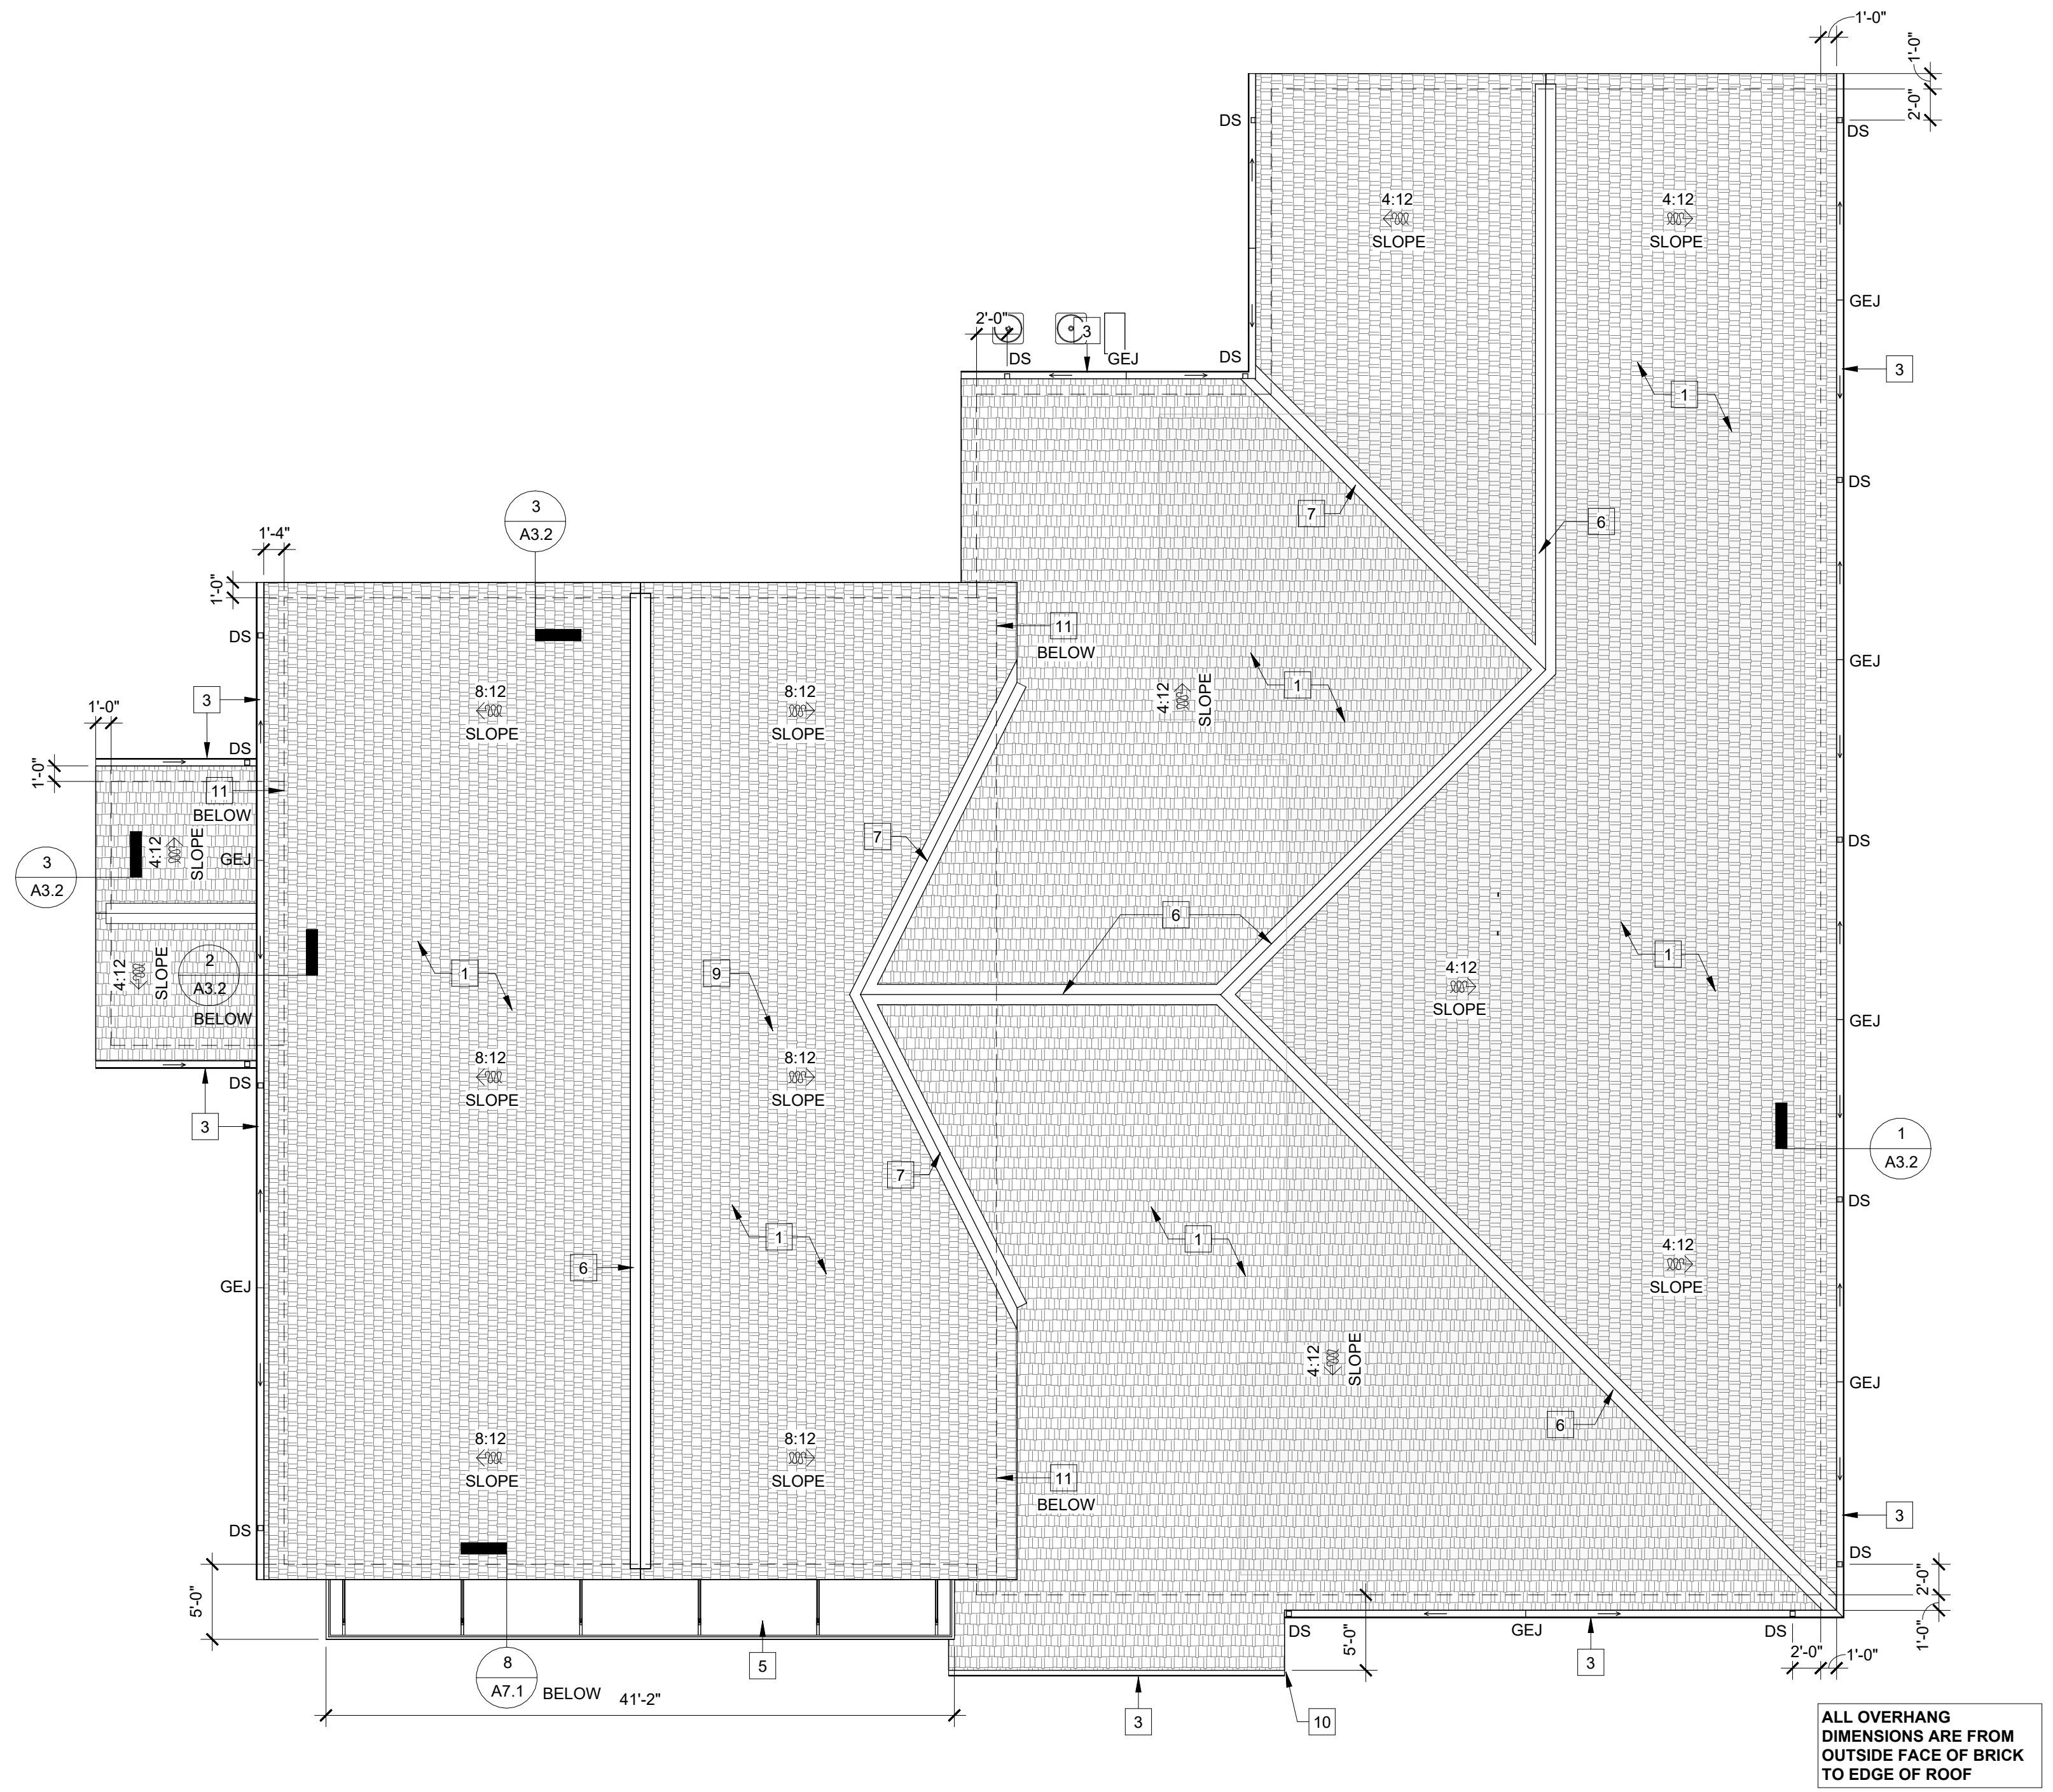 1'-0"
1'-0"
2'-0"
DS
DS
4:12
SLOPE
4:12
SLOPE
GEJ
2'-0"
3
DS
GEJ
DS
3
1
DS
7
6
3
A3.2
1'-4"
1'-0"
DS
11
BELOW
GEJ
3
8:12
SLOPE
8:12
SLOPE
4:12
SLOPE
1
1'-0"
DS
1'-0"
11
BELOW
4:12
SLOPE
GEJ
3
A3.2
7
DS
6
4:12
SLOPE
2
A3.2
BELOW
1
9
4:12
SLOPE
1
GEJ
DS
3
8:12
SLOPE
8:12
SLOPE
1
A3.2
7
DS
1
1
6
GEJ
4:12
SLOPE
4:12
SLOPE
GEJ
6
8:12
SLOPE
8:12
SLOPE
11
BELOW
3
DS
DS
5'-0"
2'-0"
1'-0"
DS
GEJ
DS
5'-0"
2'-0"
1'-0"
8
A7.1
BELOW
5
3
41'-2"
3
10
ALL OVERHANG
DIMENSIONS ARE FROM
OUTSIDE FACE OF BRICK
TO EDGE OF ROOF